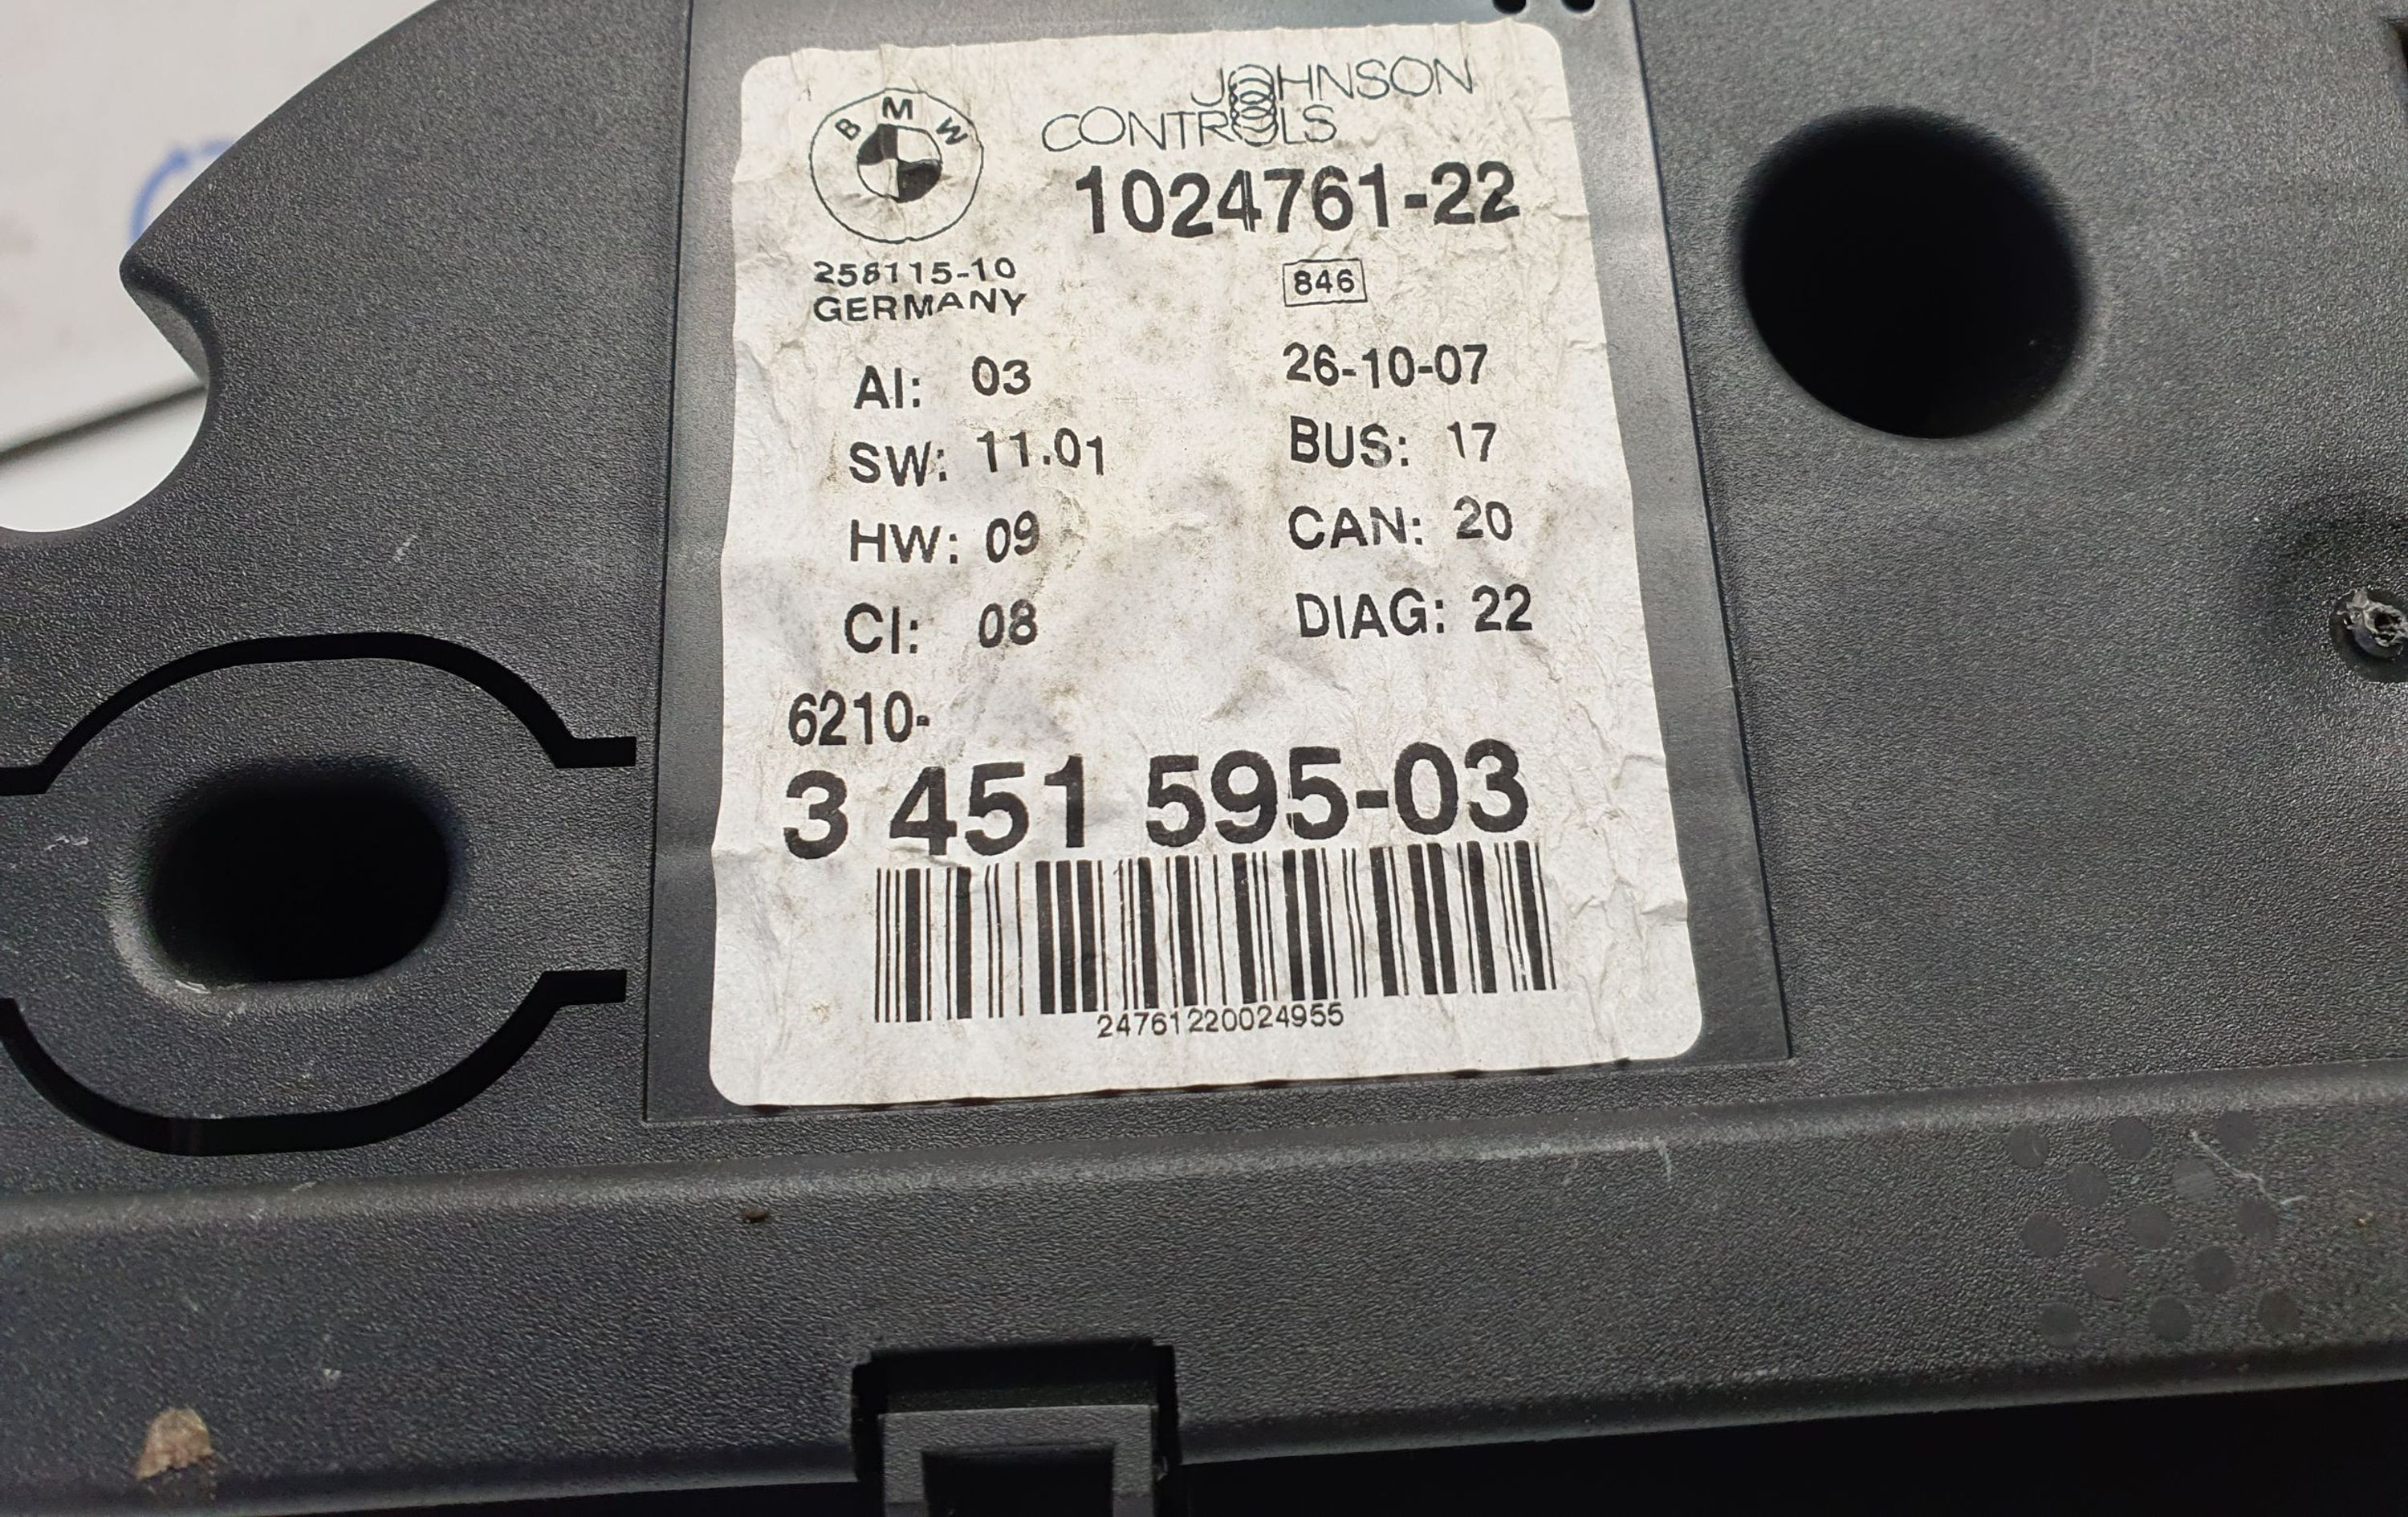 BMW
JOHNSON
CONTROLS
1024761-22
258115-10
GERMANY
846
AI: 03
26-10-07
SW: 11.01
BUS: 17
HW: 09
CAN: 20
CI: 08
DIAG: 22
6210-
3 451 595-03
24761220024955